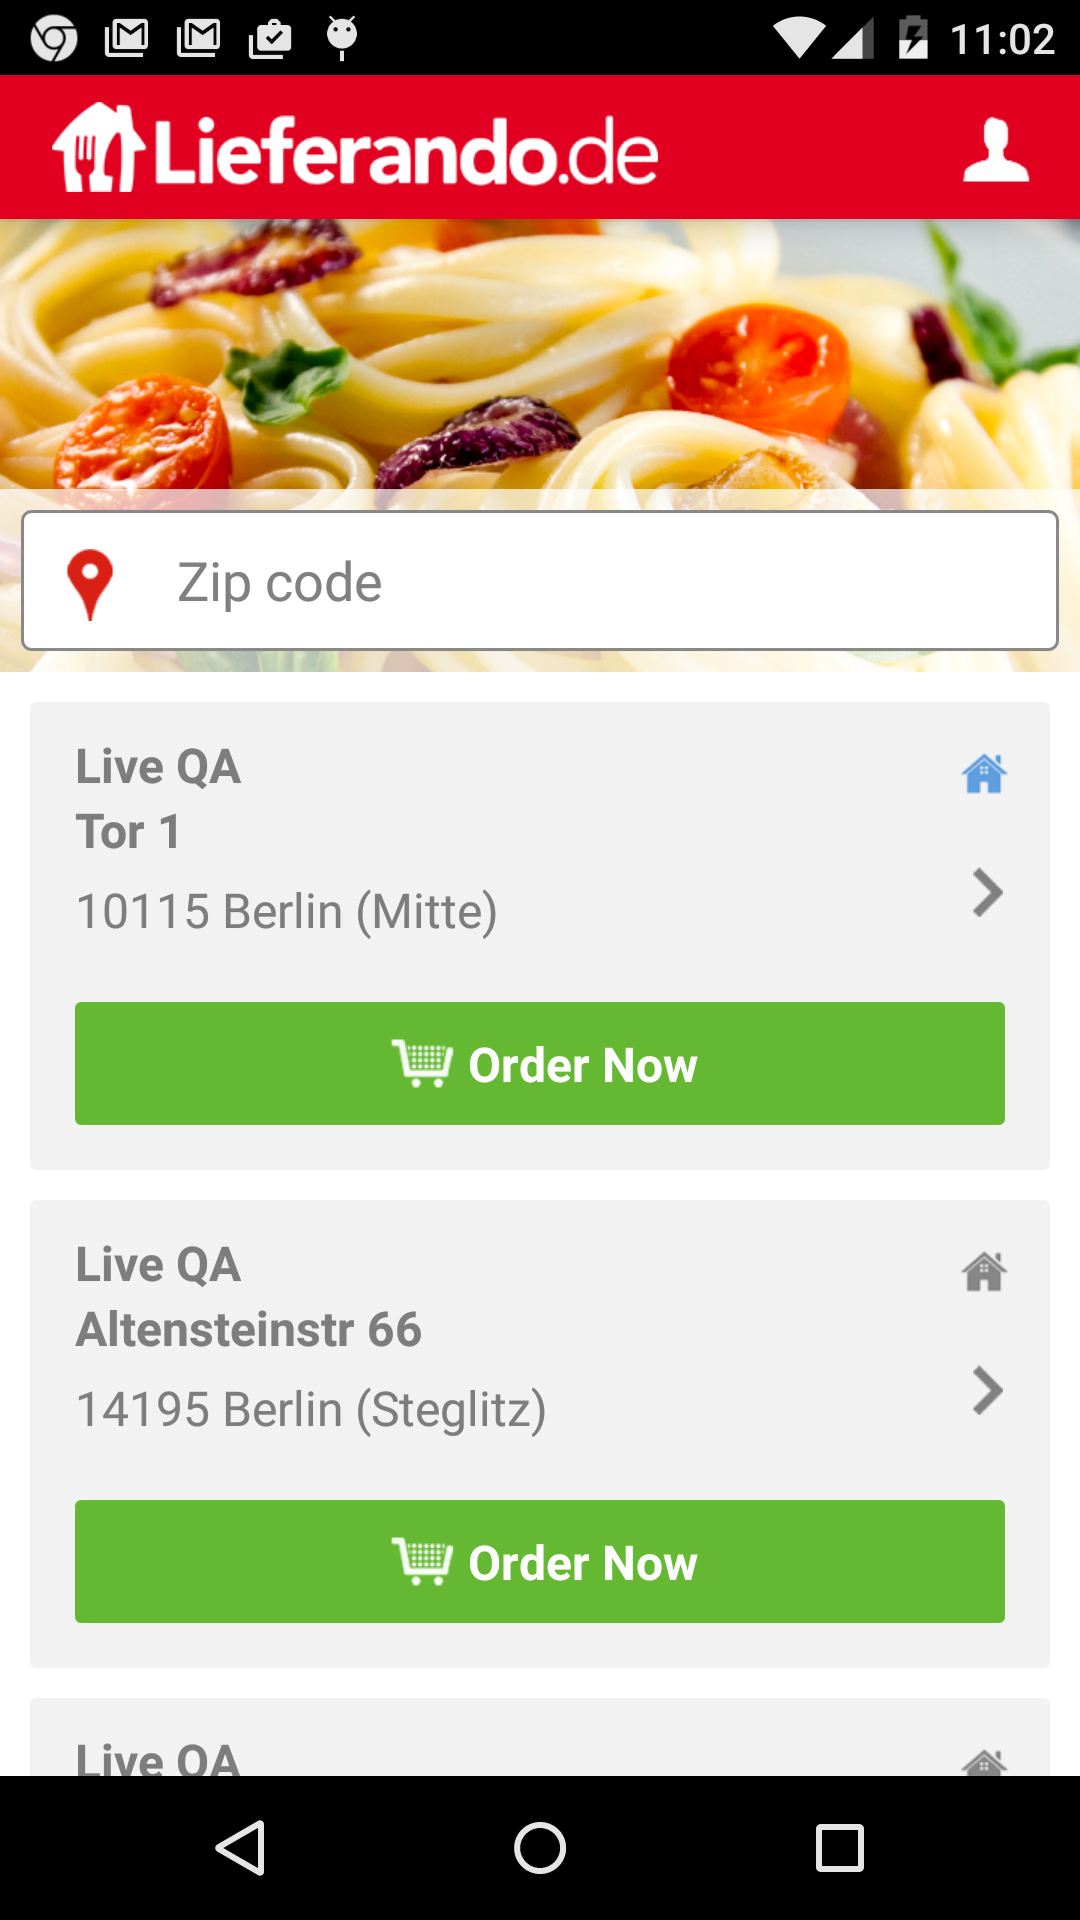 11:02
Lieferando.de
Zip code
Live QA
Tor 1
10115 Berlin (Mitte)
Order Now
Live QA
Altensteinstr 66
14195 Berlin (Steglitz)
Order Now
Live QA